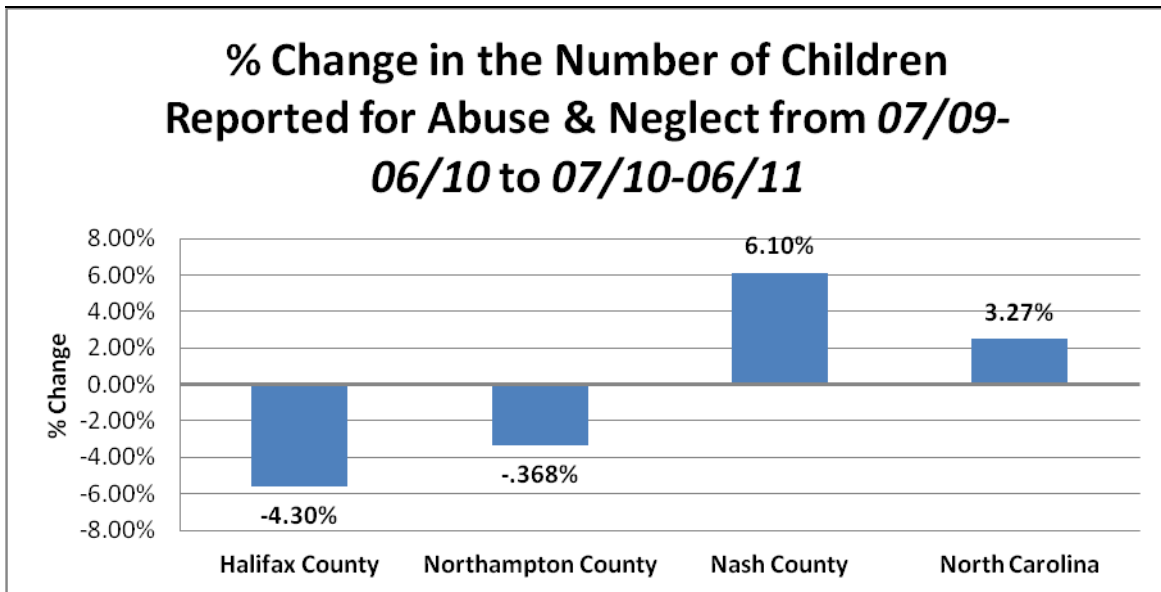 % Change in the Number of Children
Reported for Abuse & Neglect from 07/09-
06/10 to 07/10-06/11
8.00%
6.00%
4.00%
2.00%
0.00%
-2.00%
-4.00%
-6.00%
-8.00%
% Change
-4.30%
-.368%
6.10%
3.27%
Halifax County
Northampton County
Nash County
North Carolina